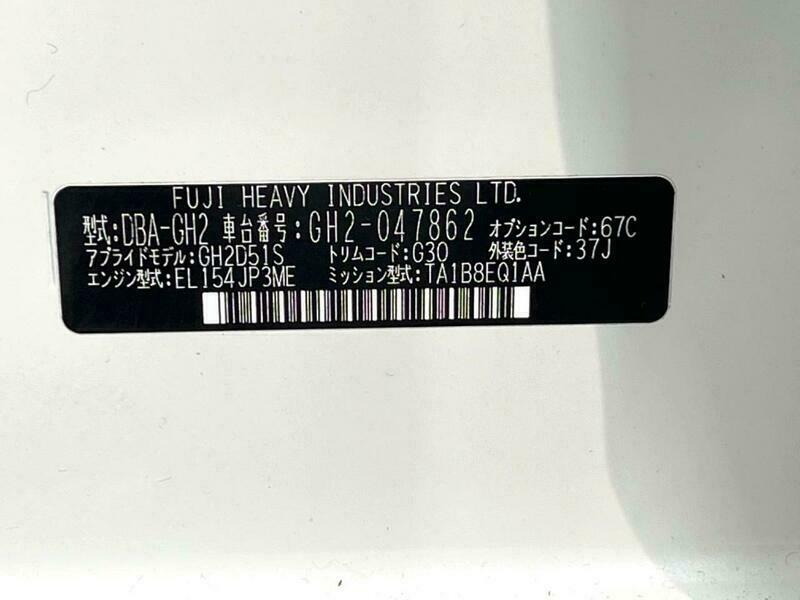 FUJI HEAVY INDUSTRIES LTD.
型式:DBA-GH2 車台番号:GH2-047862 オプションコード:67C
アプライドモデル:GH2D51S トリムコード:G30 外装色コード:37J
エンジン型式:EL154JP3ME ミッション型式:TA1B8EQ1AA